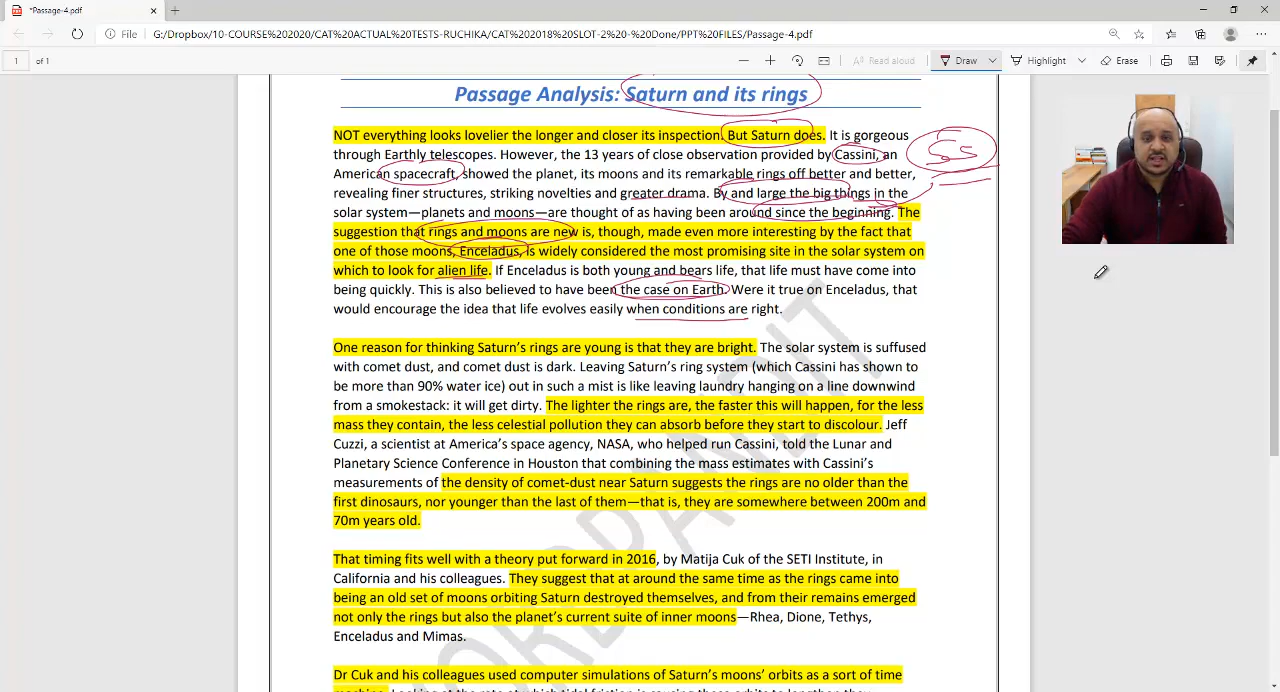 *Passage-4.pdf
File G:/Dropbox/10-COURSE%202020/CAT%20ACTUAL%20TESTS-RUCHIKA/CAT%202018%20SLOT-2%20-%20Done/PPT%20FILES/Passage-4.pdf
1 of 1 Read aloud Draw Highlight Erase
Passage Analysis: Saturn and its rings
NOT everything looks lovelier the longer and closer its inspection. But Saturn does. It is gorgeous
through Earthly telescopes. However, the 13 years of close observation provided by Cassini, an
American spacecraft, showed the planet, its moons and its remarkable rings off better and better,
revealing finer structures, striking novelties and greater drama. By and large the big things in the
solar system—planets and moons—are thought of as having been around since the beginning. The
suggestion that rings and moons are new is, though, made even more interesting by the fact that
one of those moons, Enceladus, is widely considered the most promising site in the solar system on
which to look for alien life. If Enceladus is both young and bears life, that life must have come into
being quickly. This is also believed to have been the case on Earth. Were it true on Enceladus, that
would encourage the idea that life evolves easily when conditions are right.
SS
One reason for thinking Saturn’s rings are young is that they are bright. The solar system is suffused
with comet dust, and comet dust is dark. Leaving Saturn’s ring system (which Cassini has shown to
be more than 90% water ice) out in such a mist is like leaving laundry hanging on a line downwind
from a smokestack: it will get dirty. The lighter the rings are, the faster this will happen, for the less
mass they contain, the less celestial pollution they can absorb before they start to discolour. Jeff
Cuzzi, a scientist at America’s space agency, NASA, who helped run Cassini, told the Lunar and
Planetary Science Conference in Houston that combining the mass estimates with Cassini’s
measurements of the density of comet-dust near Saturn suggests the rings are no older than the
first dinosaurs, nor younger than the last of them—that is, they are somewhere between 200m and
70m years old.
That timing fits well with a theory put forward in 2016, by Matija Cuk of the SETI Institute, in
California and his colleagues. They suggest that at around the same time as the rings came into
being an old set of moons orbiting Saturn destroyed themselves, and from their remains emerged
not only the rings but also the planet’s current suite of inner moons—Rhea, Dione, Tethys,
Enceladus and Mimas.
Dr Cuk and his colleagues used computer simulations of Saturn’s moons’ orbits as a sort of time